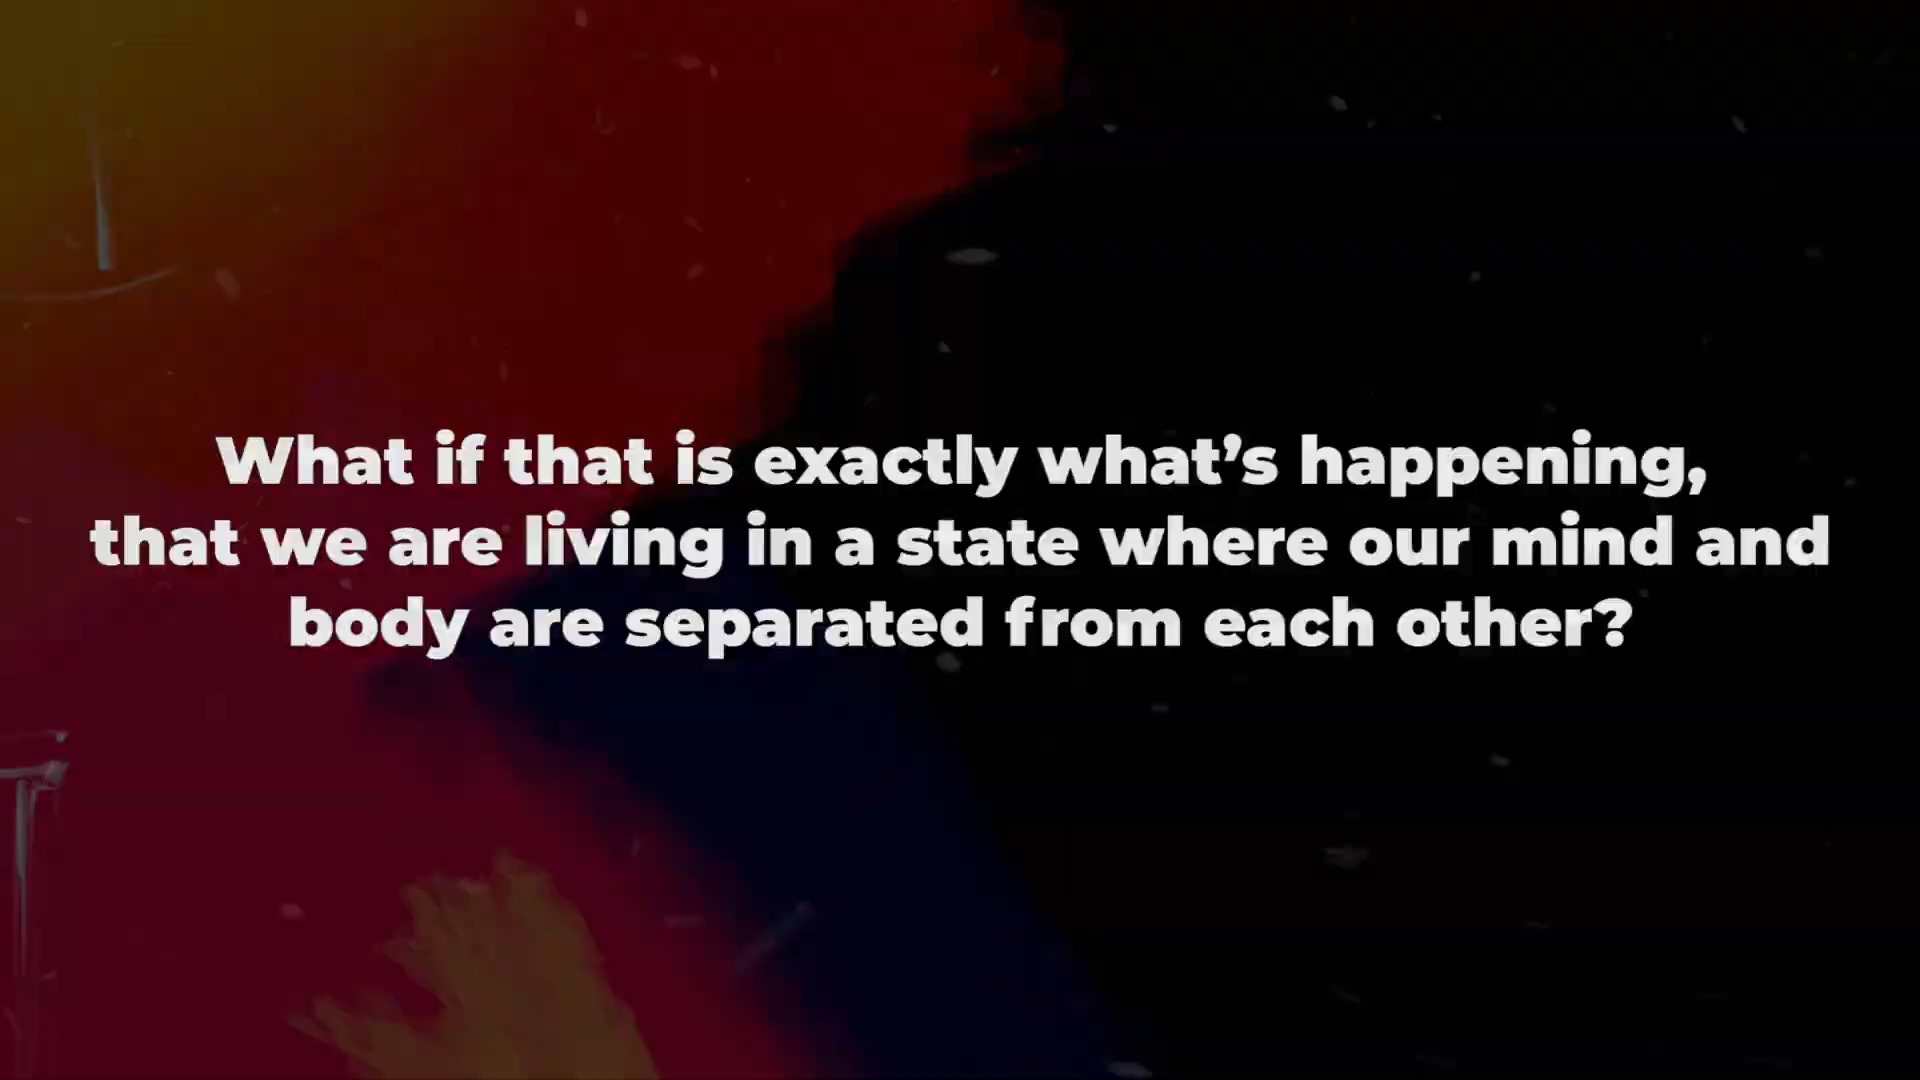 What if that is exactly what’s happening,
that we are living in a state where our mind and
body are separated from each other?